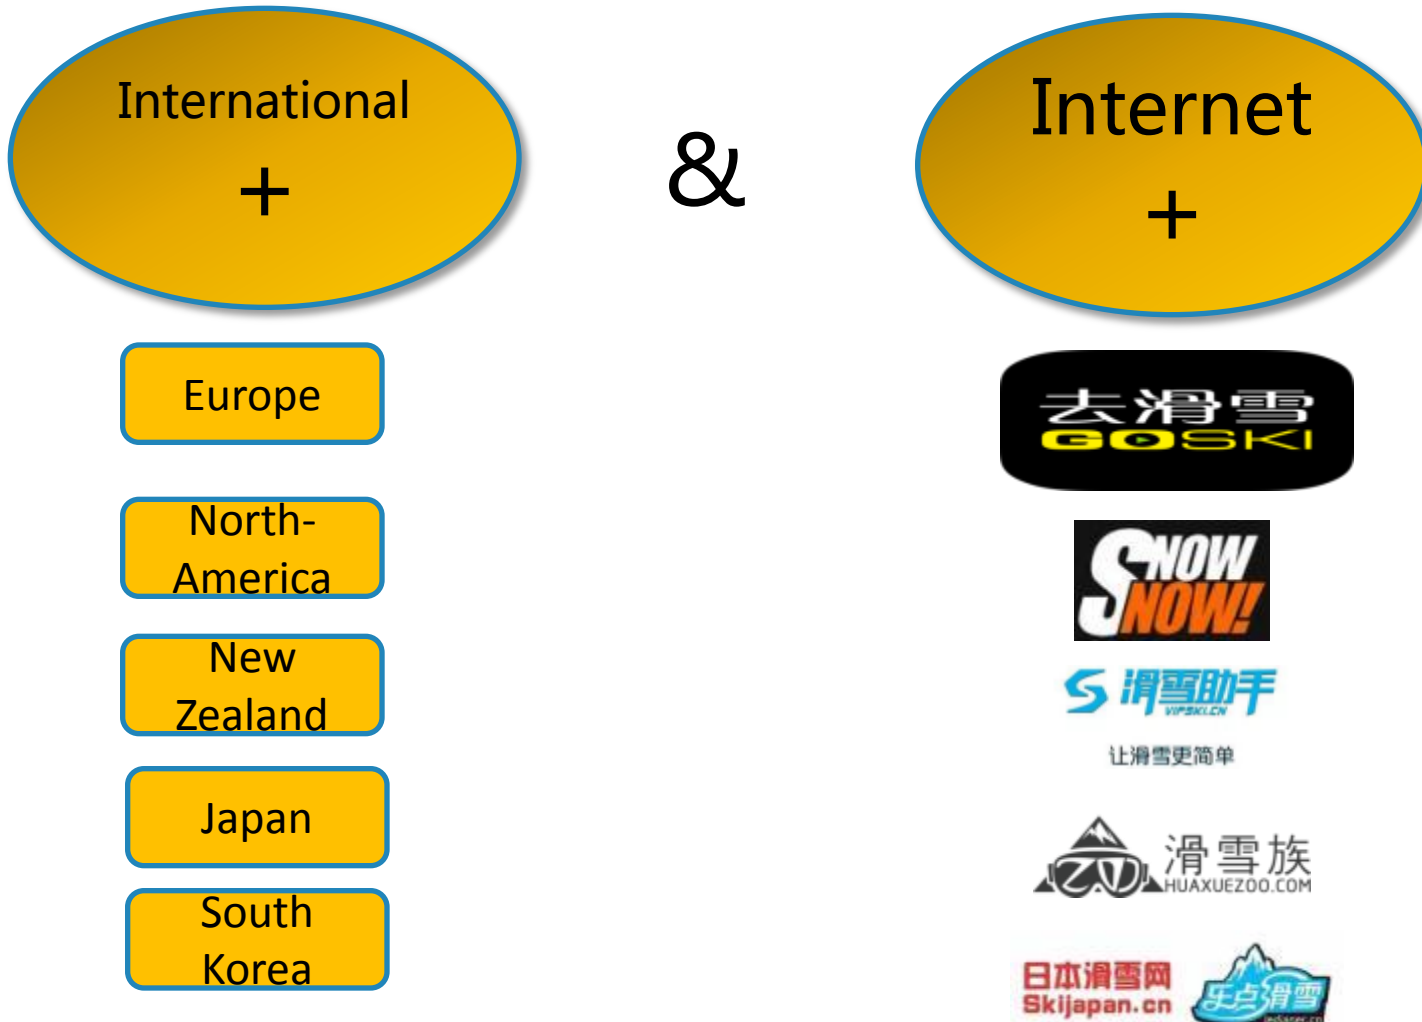 International
+
&
Internet
+
Europe
North-
America
New
Zealand
Japan
South
Korea
去滑雪
GOSKI
SNOW
NOW!
滑雪助手
VIPSKI.CN
让滑雪更简单
滑雪族
HUAXUEZOO.COM
日本滑雪网
Skijapan.cn
乐点滑雪